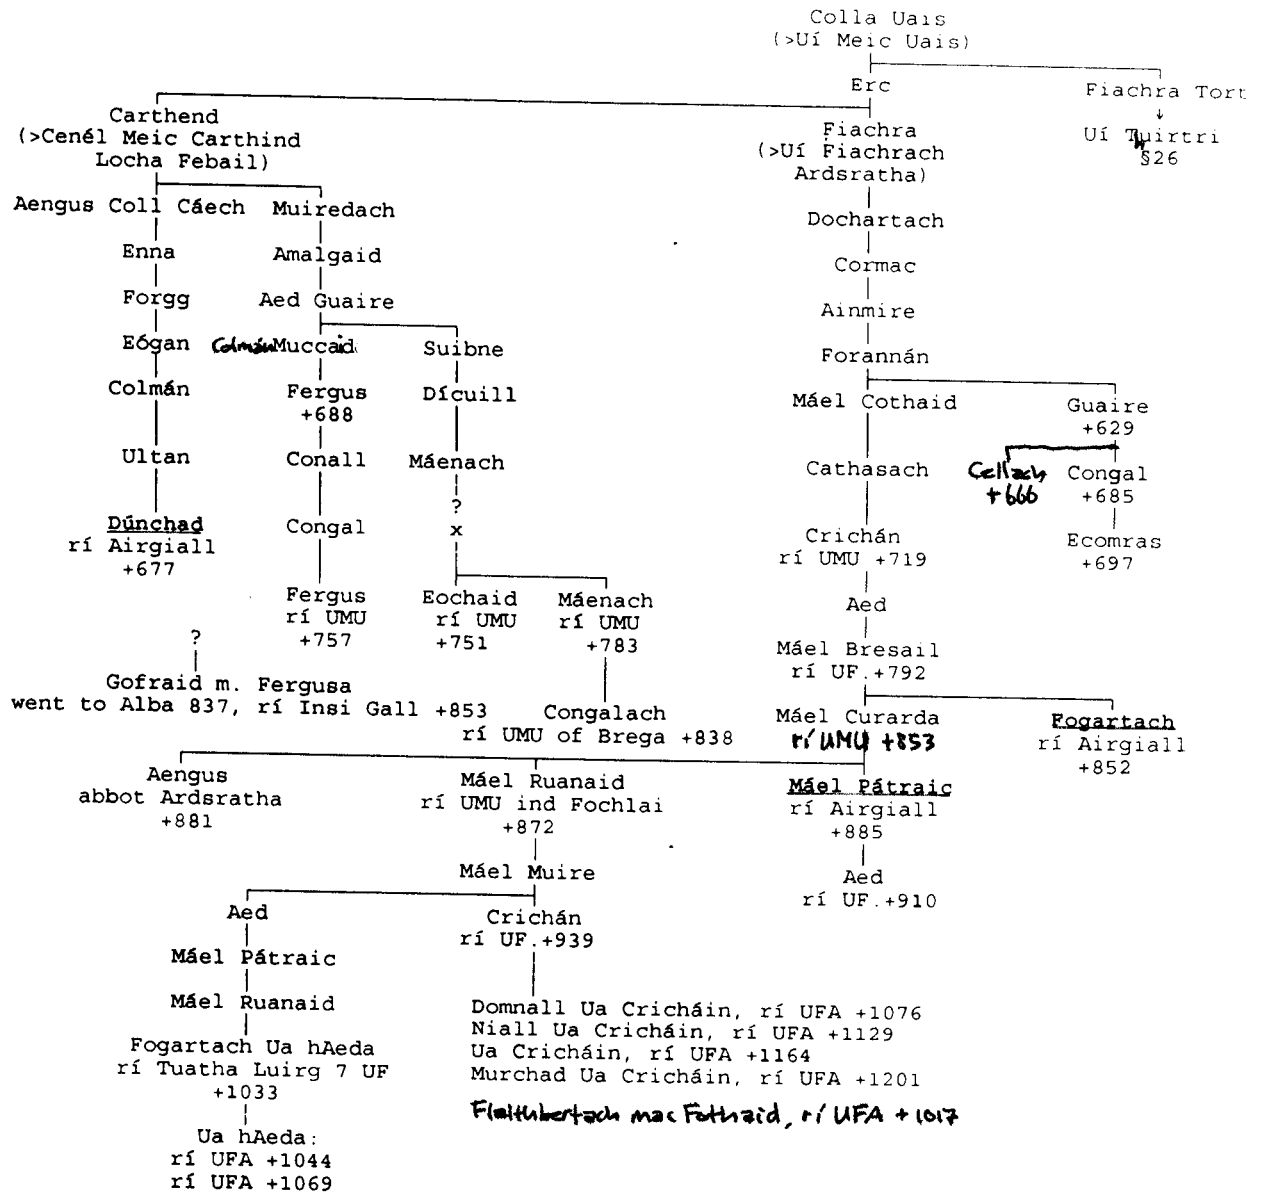 Colla Uais
(>Uí Meic Uais)
Erc
Fiachra Tort
↓
Uí Tuirtri
§26
Carthend
(>Cenél Meic Carthind
Locha Febail)
Fiachra
(>Uí Fiachrach
Ardsratha)
Aengus Coll Cáech
Muiredach
Dochartach
Enna
Amalgaid
Cormac
Forgg
Aed Guaire
Ainmire
Eógan
Colmán Muccaid
Suibne
Forannán
Colmán
Fergus
+688
Dícuill
Máel Cothaid
Guaire
+629
Ultan
Conall
Máenach
Cathasach
Cellach
+666
Congal
+685
Dúnchad
rí Airgiall
+677
Congal
?
x
Crichán
rí UMU +719
Ecomras
+697
Fergus
rí UMU
+757
Eochaid
rí UMU
+751
Máenach
rí UMU
+783
Aed
Máel Bresail
rí UF.+792
?
Gofraid m. Fergusa
went to Alba 837, rí Insi Gall +853
Congalach
rí UMU of Brega +838
Máel Curarda
rí UMU +853
Fogartach
rí Airgiall
+852
Aengus
abbot Ardsratha
+881
Máel Ruanaid
rí UMU ind Fochlai
+872
Máel Pátraic
rí Airgiall
+885
Máel Muire
Aed
rí UF.+910
Aed
Crichán
rí UF.+939
Máel Pátraic
Máel Ruanaid
Fogartach Ua hAeda
rí Tuatha Luirg 7 UF
+1033
Ua hAeda:
rí UFA +1044
rí UFA +1069
Domnall Ua Cricháin, rí UFA +1076
Niall Ua Cricháin, rí UFA +1129
Ua Cricháin, rí UFA +1164
Murchad Ua Cricháin, rí UFA +1201
Flaithbertach mac Fothaid, rí UFA +1017